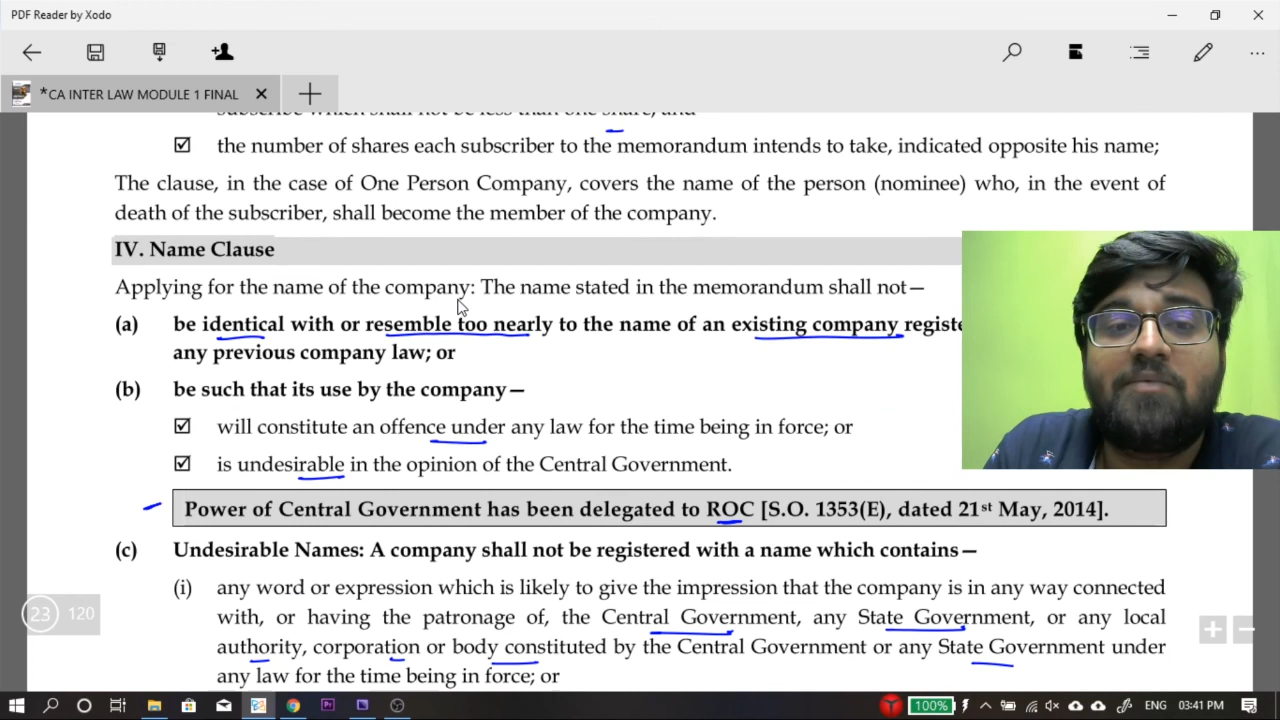 PDF Reader by Xodo
*CA INTER LAW MODULE 1 FINAL
subscribe which shall not be less than one share; and
the number of shares each subscriber to the memorandum intends to take, indicated opposite his name;
The clause, in the case of One Person Company, covers the name of the person (nominee) who, in the event of
death of the subscriber, shall become the member of the company.
IV. Name Clause
Applying for the name of the company: The name stated in the memorandum shall not—
(a) be identical with or resemble too nearly to the name of an existing company
any previous company law; or
(b) be such that its use by the company—
will constitute an offence under any law for the time being in force; or
is undesirable in the opinion of the Central Government.
Power of Central Government has been delegated to ROC [S.O. 1353(E), dated 21st May, 2014].
(c) Undesirable Names: A company shall not be registered with a name which contains—
(i) any word or expression which is likely to give the impression that the company is in any way connected
with, or having the patronage of, the Central Government, any State Government, or any local
authority, corporation or body constituted by the Central Government or any State Government under
any law for the time being in force; or
23 120
100%
ENG 03:41 PM